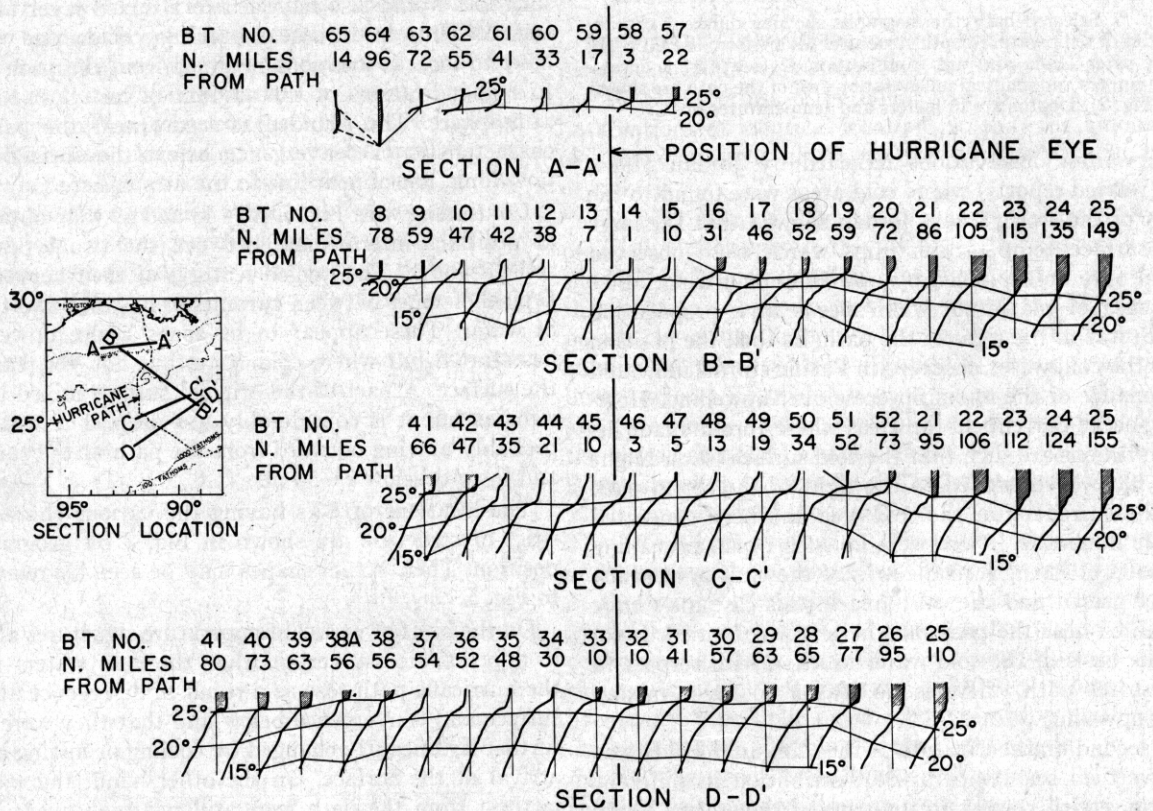 BT. NO. 65 64 63 62 61 60 59 58 57
N. MILES 14 96 72 55 41 33 17 3 22
FROM PATH
25°
25°
20°
SECTION A-A'
POSITION OF HURRICANE EYE
BT. NO. 8 9 10 11 12 13 14 15 16 17 18 19 20 21 22 23 24 25
N. MILES 78 59 47 42 38 7 1 10 31 46 52 59 72 86 105 115 135 149
FROM PATH
25°
20°
15°
25°
20°
15°
SECTION B-B'
30°
25°
A B A'
C' D' B'
HURRICANE
PATH
C
D
95° 90°
SECTION LOCATION
BT. NO. 41 42 43 44 45 46 47 48 49 50 51 52 21 22 23 24 25
N. MILES 66 47 35 21 10 3 5 13 19 34 52 73 95 106 112 124 155
FROM PATH
25°
20°
15°
25°
20°
15°
SECTION C-C'
BT. NO. 41 40 39 38A 38 37 36 35 34 33 32 31 30 29 28 27 26 25
N. MILES 80 73 63 56 56 54 52 48 30 10 10 41 57 63 65 77 95 110
FROM PATH
25°
20°
15°
25°
20°
15°
SECTION D-D'